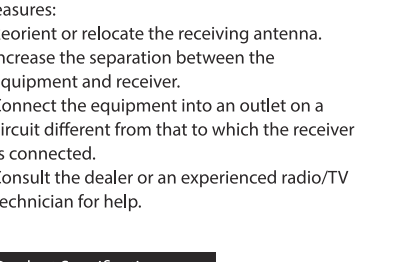 easures:
eorient or relocate the receiving antenna.
ncrease the separation between the
quipment and receiver.
onnect the equipment into an outlet on a
ircuit different from that to which the receiver
s connected.
onsult the dealer or an experienced radio/TV
echnician for help.